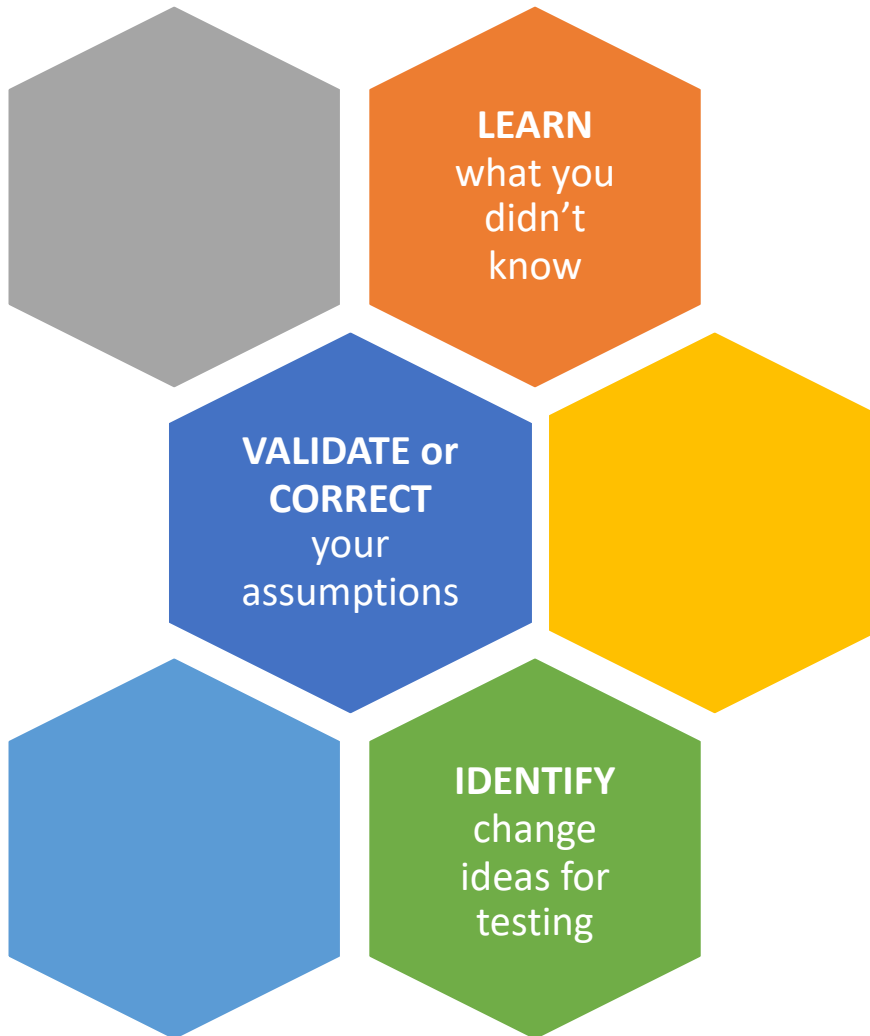 LEARN
what you
didn’t
know
VALIDATE or
CORRECT
your
assumptions
IDENTIFY
change
ideas for
testing